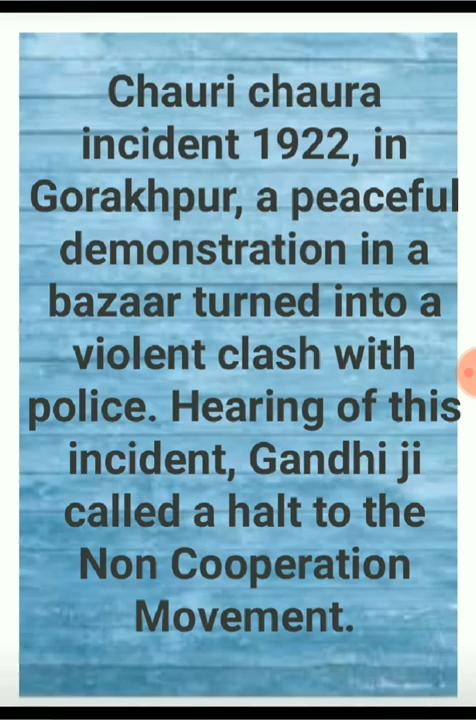 Chauri chaura
incident 1922, in
Gorakhpur, a peaceful
demonstration in a
bazaar turned into a
violent clash with
police. Hearing of this
incident, Gandhi ji
called a halt to the
Non Cooperation
Movement.